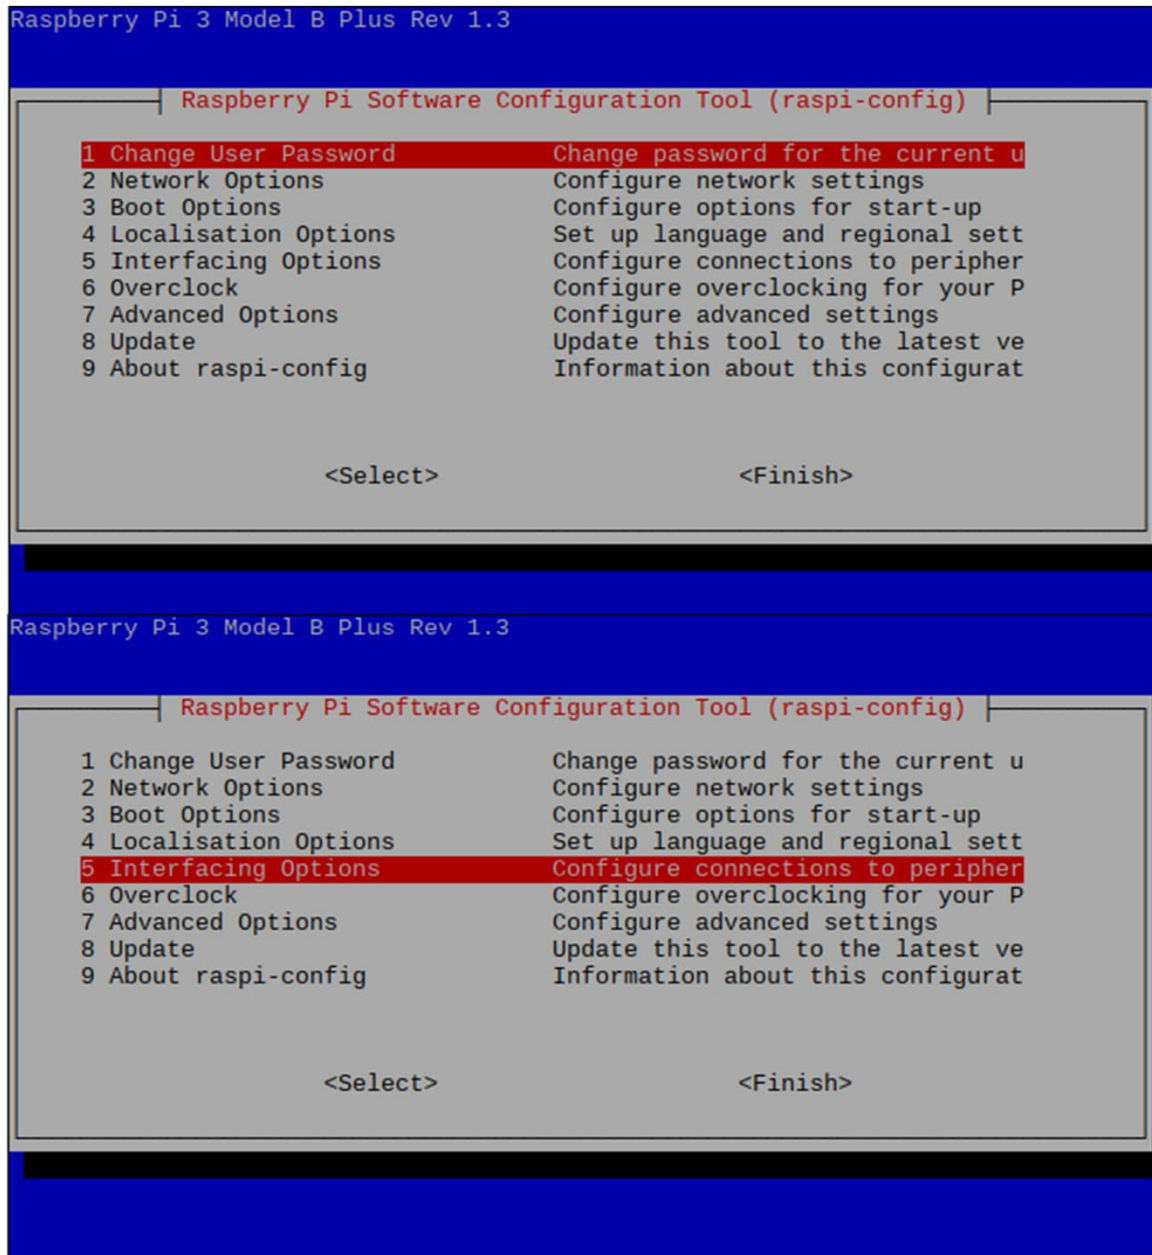 Raspberry Pi 3 Model B Plus Rev 1.3
Raspberry Pi Software Configuration Tool (raspi-config)
1 Change User Password Change password for the current u
2 Network Options Configure network settings
3 Boot Options Configure options for start-up
4 Localisation Options Set up language and regional sett
5 Interfacing Options Configure connections to peripher
6 Overclock Configure overclocking for your P
7 Advanced Options Configure advanced settings
8 Update Update this tool to the latest ve
9 About raspi-config Information about this configurat
<Select> <Finish>
Raspberry Pi 3 Model B Plus Rev 1.3
Raspberry Pi Software Configuration Tool (raspi-config)
1 Change User Password Change password for the current u
2 Network Options Configure network settings
3 Boot Options Configure options for start-up
4 Localisation Options Set up language and regional sett
5 Interfacing Options Configure connections to peripher
6 Overclock Configure overclocking for your P
7 Advanced Options Configure advanced settings
8 Update Update this tool to the latest ve
9 About raspi-config Information about this configurat
<Select> <Finish>